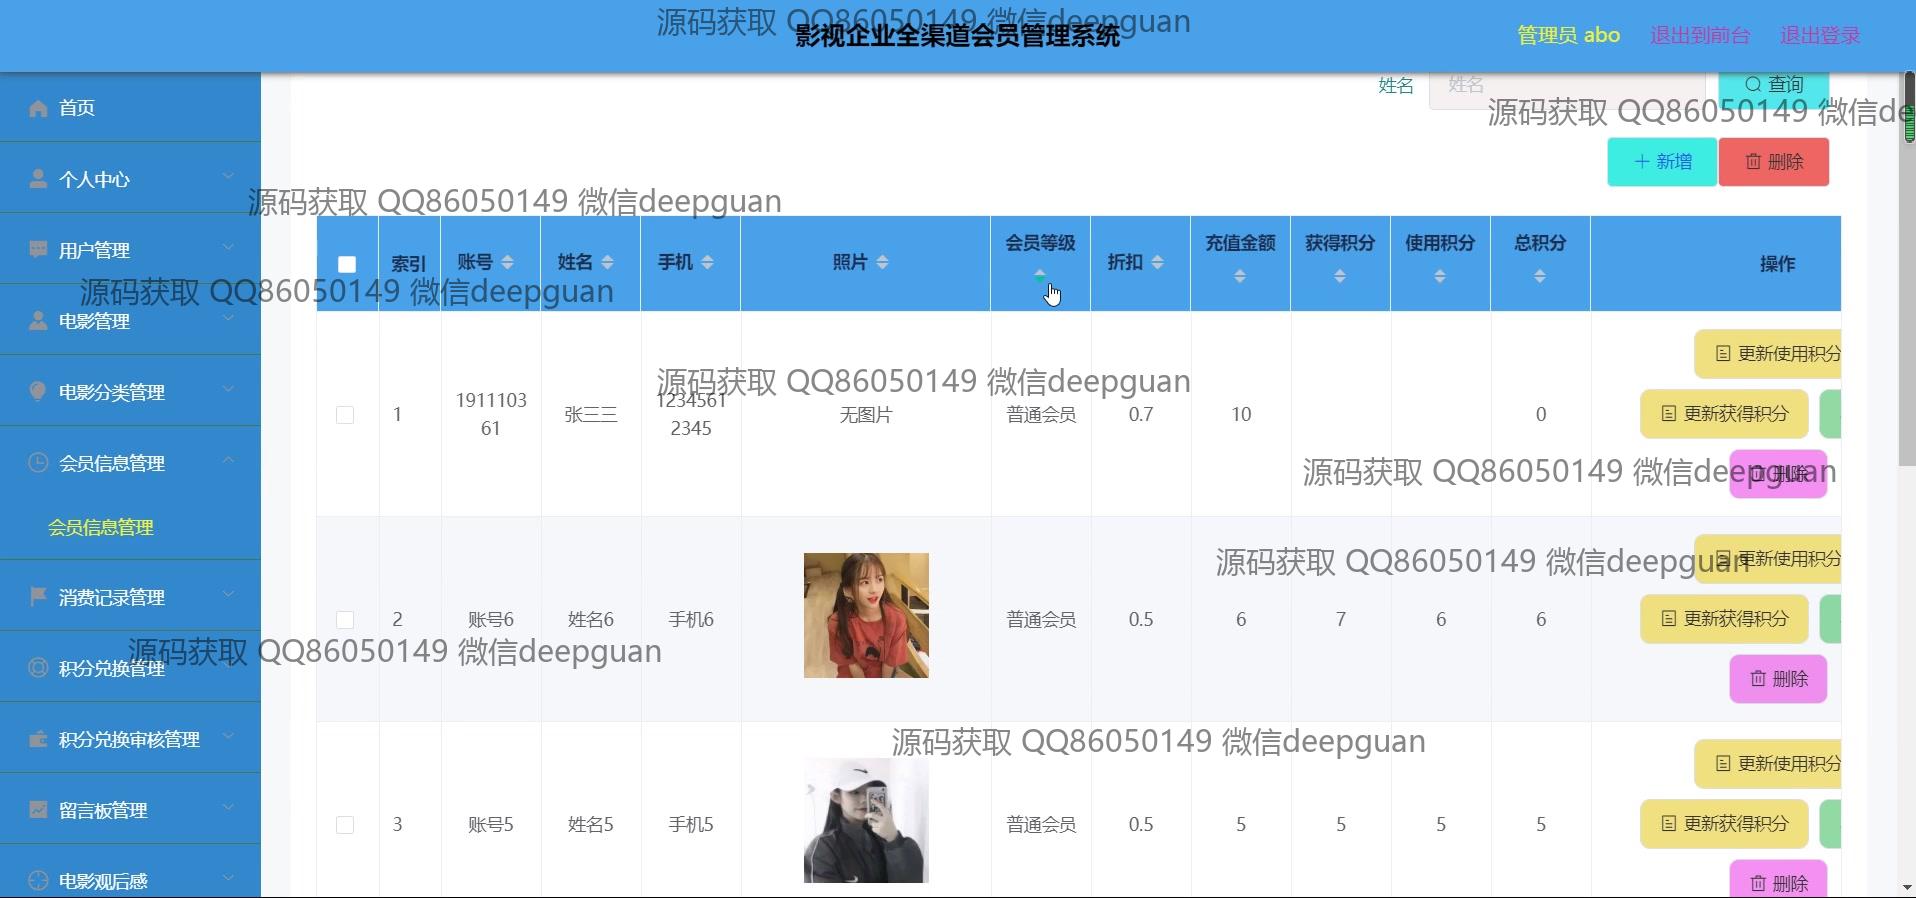 源码获取 QQ86050149 微信deepguan
影视企业全渠道会员管理系统
管理员 abo
退出到前台
退出登录
首页
个人中心
用户管理
电影管理
电影分类管理
会员信息管理
会员信息管理
消费记录管理
积分兑换管理
积分兑换审核管理
留言板管理
电影观后感
姓名
姓名
查询
源码获取 QQ86050149 微信de
新增
删除
源码获取 QQ86050149 微信deepguan
索引 账号 姓名 手机 照片 会员等级 折扣 充值金额 获得积分 使用积分 总积分 操作
源码获取 QQ86050149 微信deepguan
更新使用积分
源码获取 QQ86050149 微信deepguan
1 1911103 张三三 1234561 无图片 普通会员 0.7 10 0 更新获得积分
61 2345
删除
源码获取 QQ86050149 微信deepguan
更新使用积分
源码获取 QQ86050149 微信deepguan
2 账号6 姓名6 手机6 普通会员 0.5 6 7 6 6 更新获得积分
源码获取 QQ86050149 微信deepguan
删除
源码获取 QQ86050149 微信deepguan
更新使用积分
3 账号5 姓名5 手机5 普通会员 0.5 5 5 5 5 更新获得积分
删除